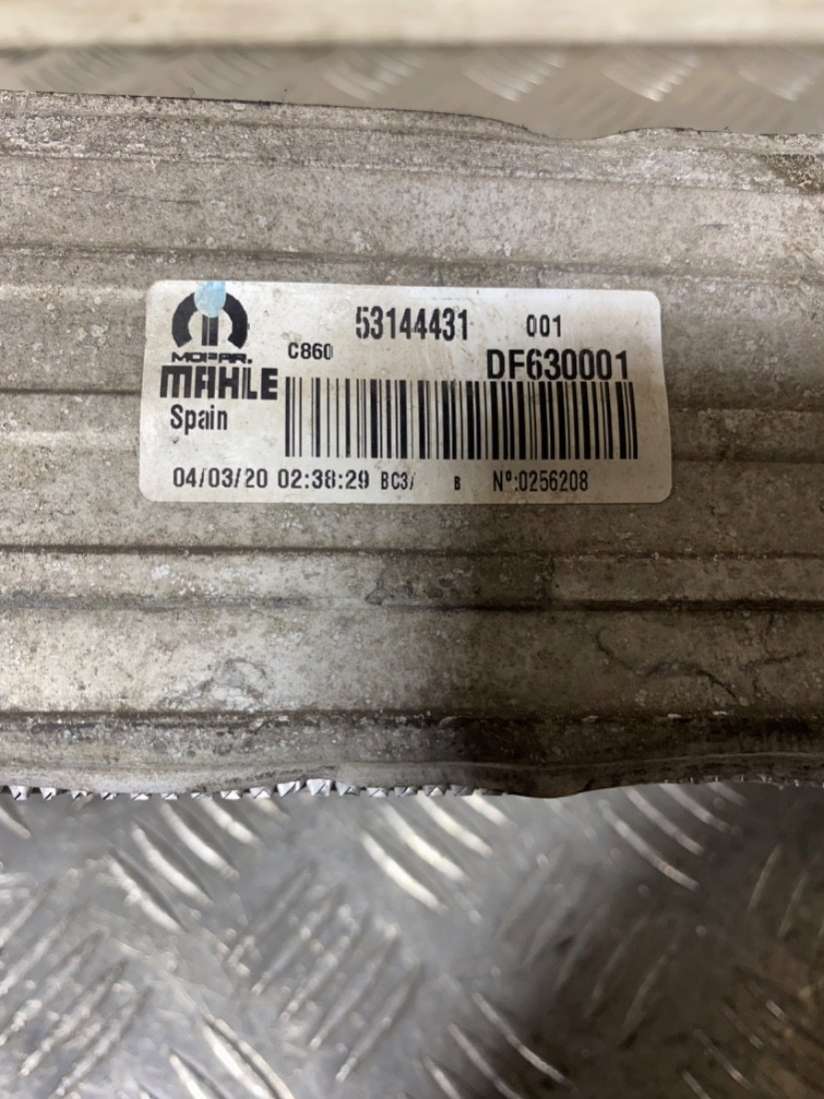 53144431 001
MOPAR. C860 DF630001
MAHLE
Spain
04/03/20 02:38:29 BC3/ B Nº:0256208